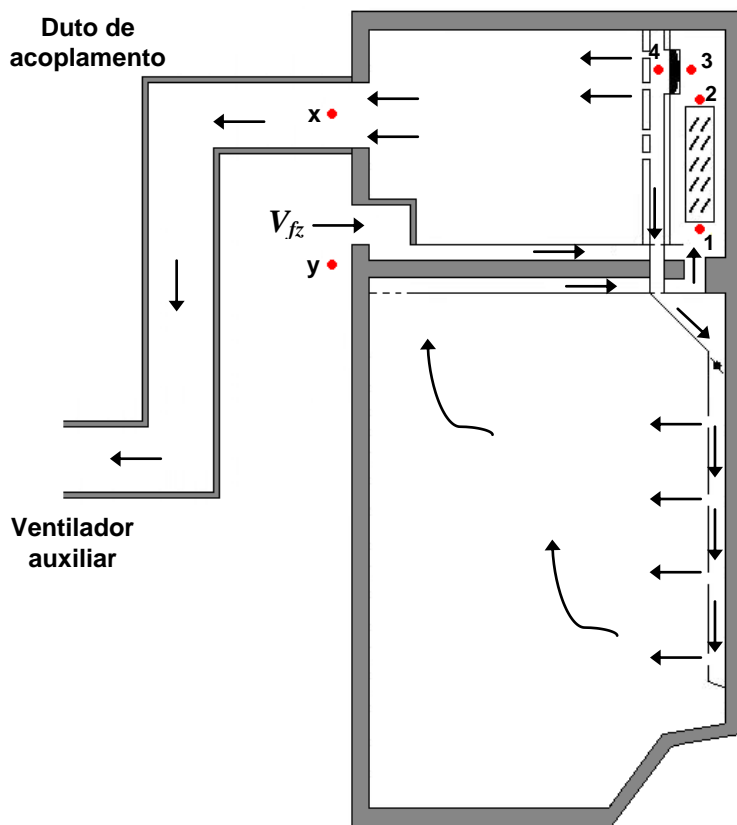 Duto de
acoplamento
4
3
2
x
V_fz
1
y
Ventilador
auxiliar